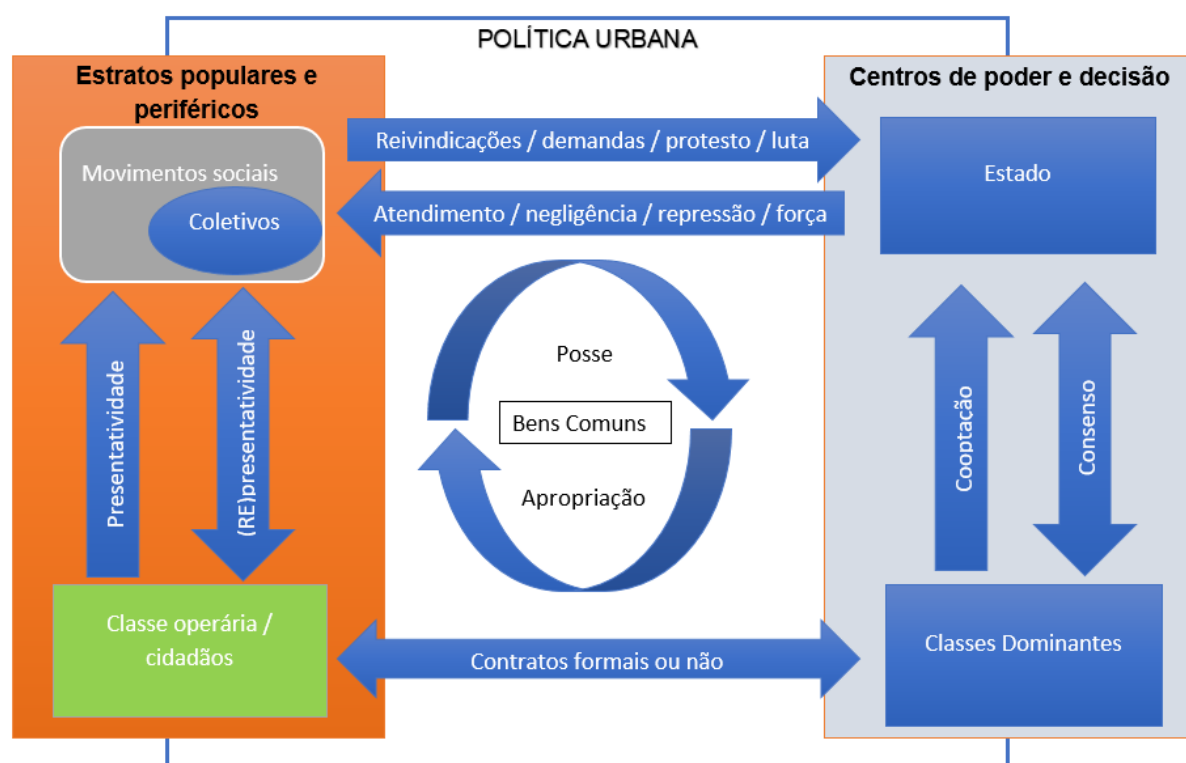 POLÍTICA URBANA
Estratos populares e
periféricos
Centros de poder e decisão
Movimentos sociais
Coletivos
Reivindicações / demandas / protesto / luta
Atendimento / negligência / repressão / força
Estado
Presentatividade
(RE)presentatividade
Posse
Bens Comuns
Apropriação
Cooptação
Consenso
Classe operária /
cidadãos
Contratos formais ou não
Classes Dominantes